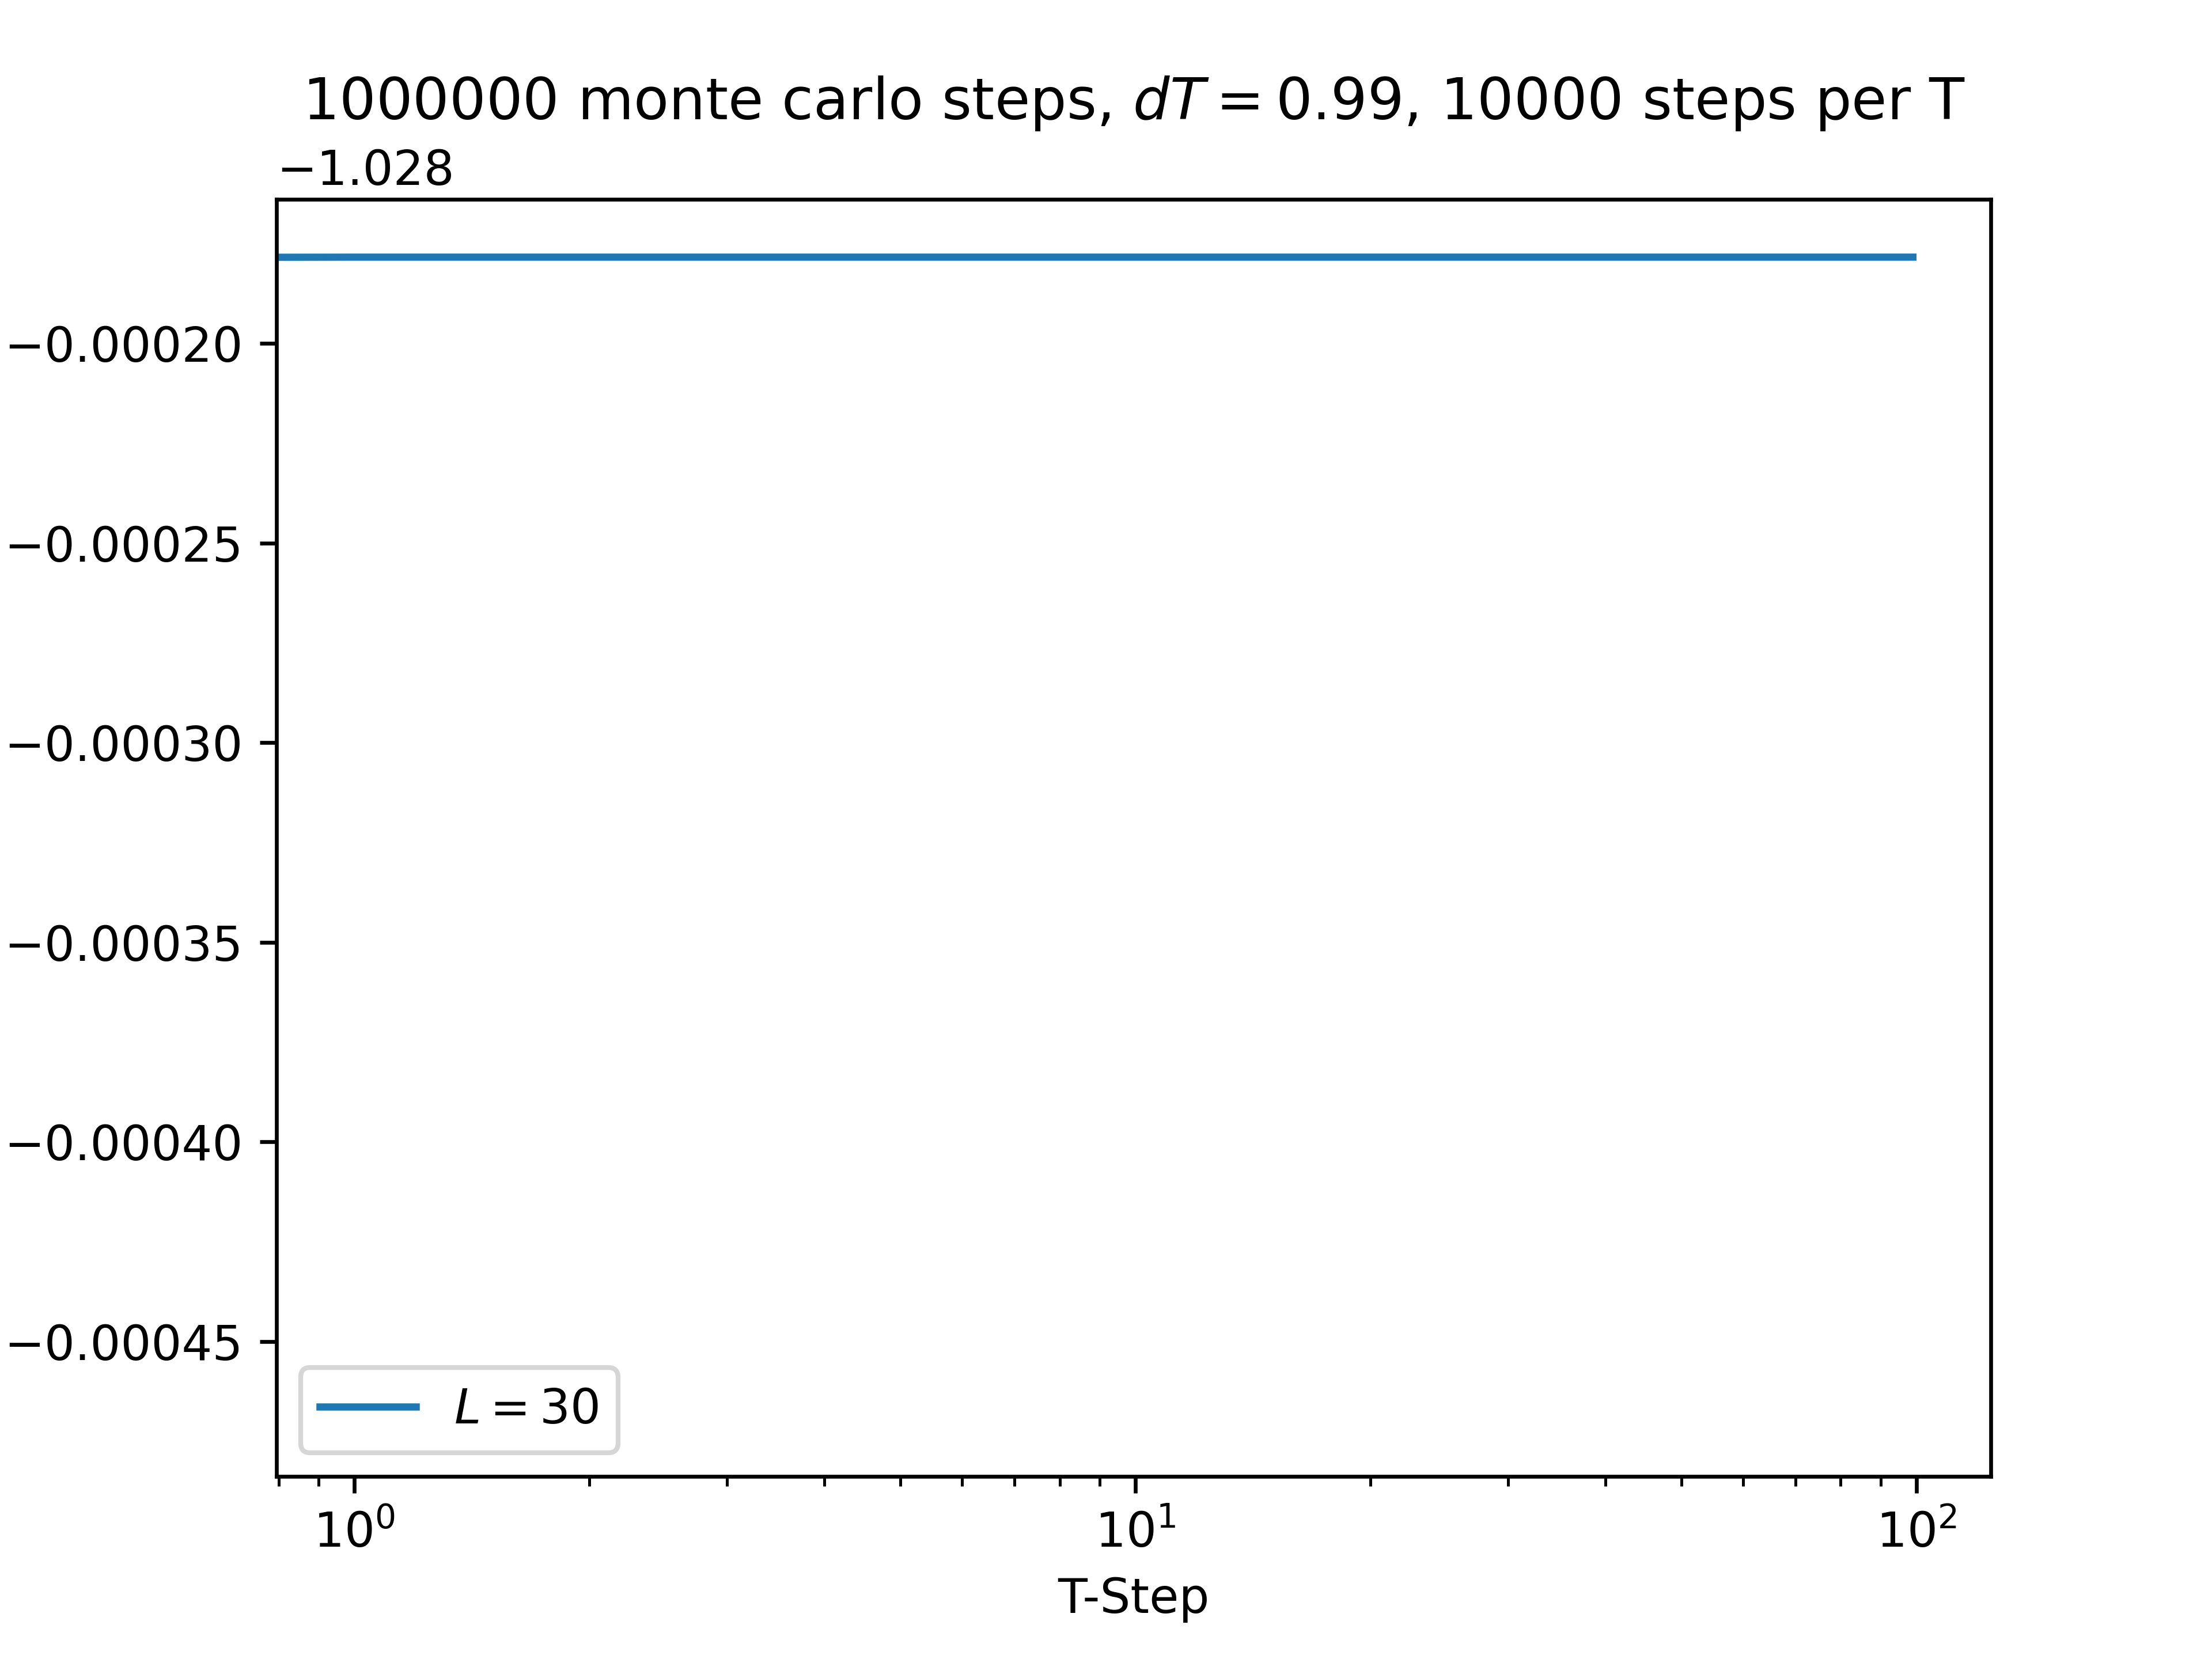 1000000 monte carlo steps, dT = 0.99, 10000 steps per T
−1.028
−0.00020
−0.00025
−0.00030
−0.00035
−0.00040
−0.00045
L = 30
10⁰ 10¹ 10²
T-Step